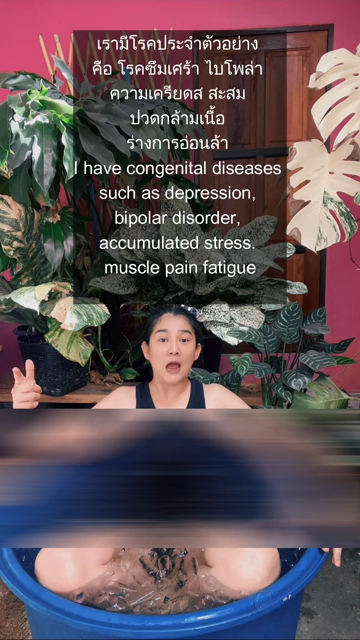 เรามีโรคประจำตัวอย่าง
คือ โรคซึมเศร้า ไบโพล่า
ความเครียดส สะสม
ปวดกล้ามเนื้อ
ร่างการอ่อนล้า
I have congenital diseases
such as depression,
bipolar disorder,
accumulated stress.
muscle pain fatigue